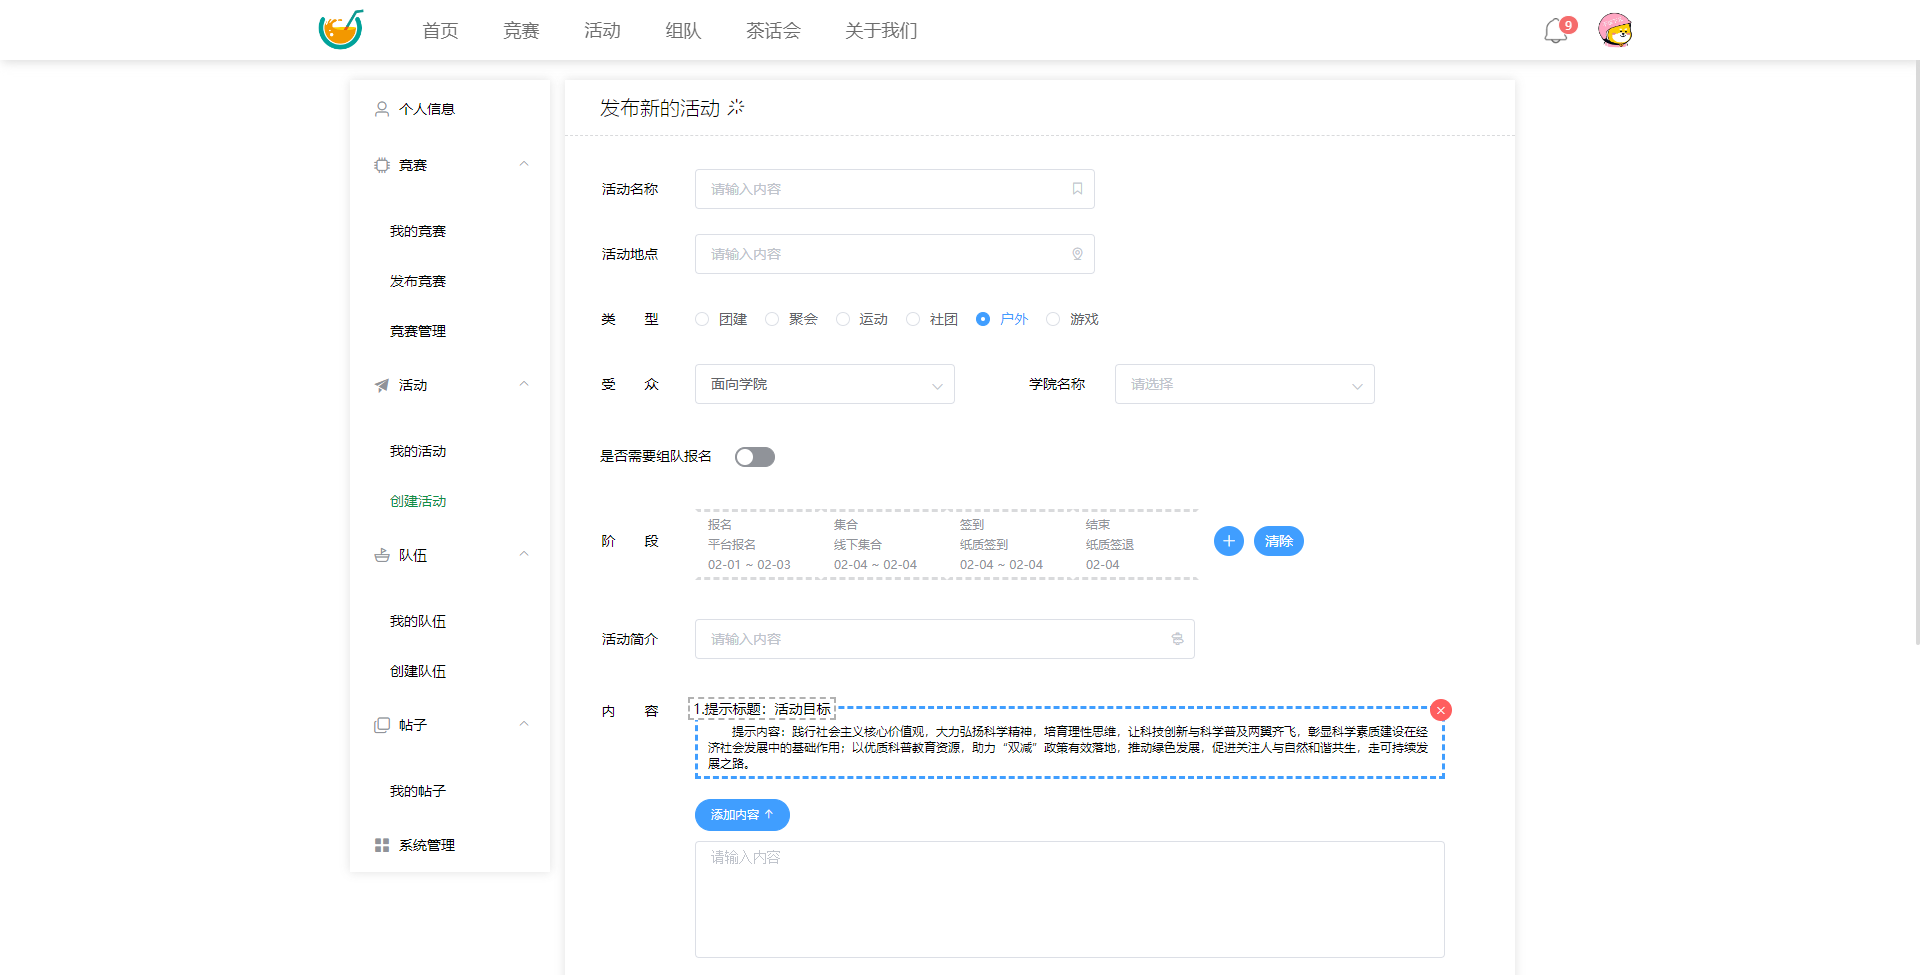 首页 竞赛 活动 组队 茶话会 关于我们
9
个人信息
竞赛
我的竞赛
发布竞赛
竞赛管理
活动
我的活动
创建活动
队伍
我的队伍
创建队伍
帖子
我的帖子
系统管理
发布新的活动
活动名称 请输入内容
活动地点 请输入内容
类 型 团建 聚会 运动 社团 户外 游戏
受 众 面向学院 学院名称 请选择
是否需要组队报名
阶 段
报名 集合 签到 结束
平台报名 线下集合 纸质签到 纸质签退
02-01 ~ 02-03 02-04 ~ 02-04 02-04 ~ 02-04 02-04
清除
活动简介 请输入内容
内 容
1.提示标题：活动目标
提示内容：践行社会主义核心价值观，大力弘扬科学精神，培育理性思维，让科技创新与科学普及两翼齐飞，彰显科学素质建设在经
济社会发展中的基础作用；以优质科普教育资源，助力“双减”政策有效落地，推动绿色发展，促进关注人与自然和谐共生，走可持续发
展之路。
添加内容
请输入内容